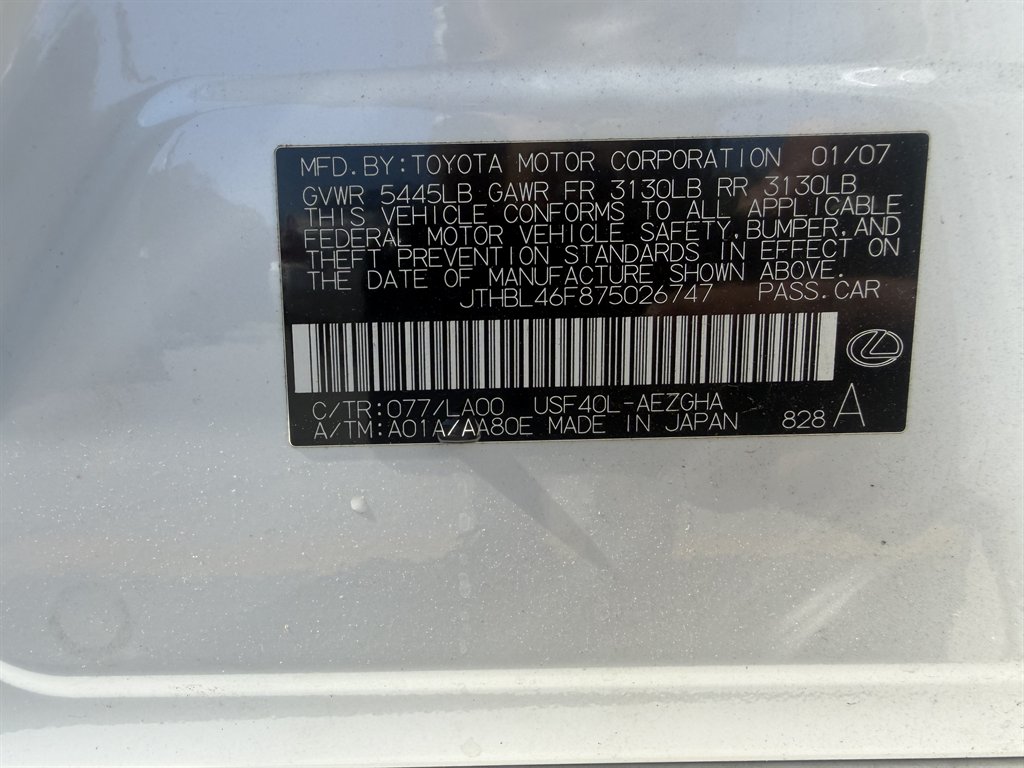 MFD.BY:TOYOTA MOTOR CORPORATION 01/07
GVWR 5445LB GAWR FR 3130LB RR 3130LB
THIS VEHICLE CONFORMS TO ALL APPLICABLE
FEDERAL MOTOR VEHICLE SAFETY,BUMPER,AND
THEFT PREVENTION STANDARDS IN EFFECT ON
THE DATE OF MANUFACTURE SHOWN ABOVE.
JTHBL46F875026747 PASS.CAR
C/TR:077/LA00 USF40L-AEZGHA
A/TM:A01A/AA80E MADE IN JAPAN 828 A